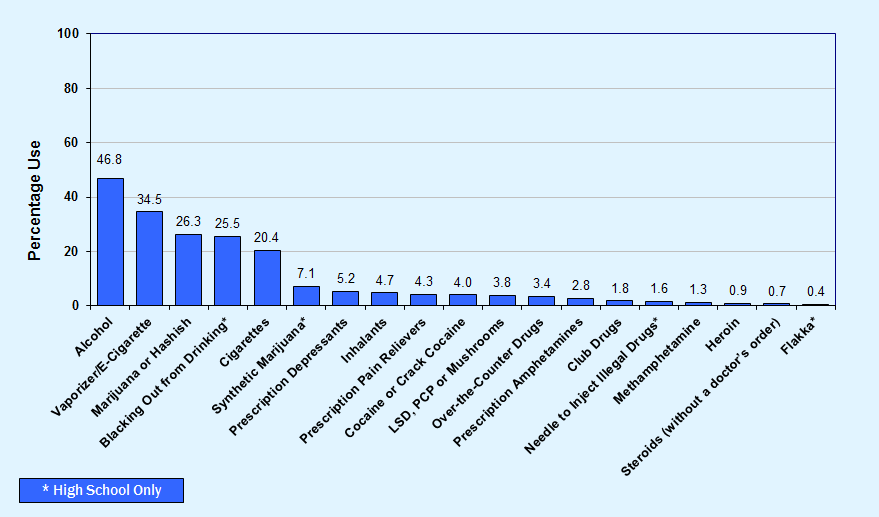 100
80
60
40
20
0
Percentage Use
46.8
34.5
26.3
25.5
20.4
7.1
5.2
4.7
4.3
4.0
3.8
3.4
2.8
1.8
1.6
1.3
0.9
0.7
0.4
Alcohol
Vaporizer/E-Cigarette
Marijuana or Hashish
Blacking Out from Drinking*
Cigarettes
Synthetic Marijuana*
Prescription Depressants
Inhalants
Prescription Pain Relievers
Cocaine or Crack Cocaine
LSD, PCP or Mushrooms
Over-the-Counter Drugs
Prescription Amphetamines
Club Drugs
Needle to Inject Illegal Drugs*
Methamphetamine
Heroin
Steroids (without a doctor's order)
Flakka*
* High School Only